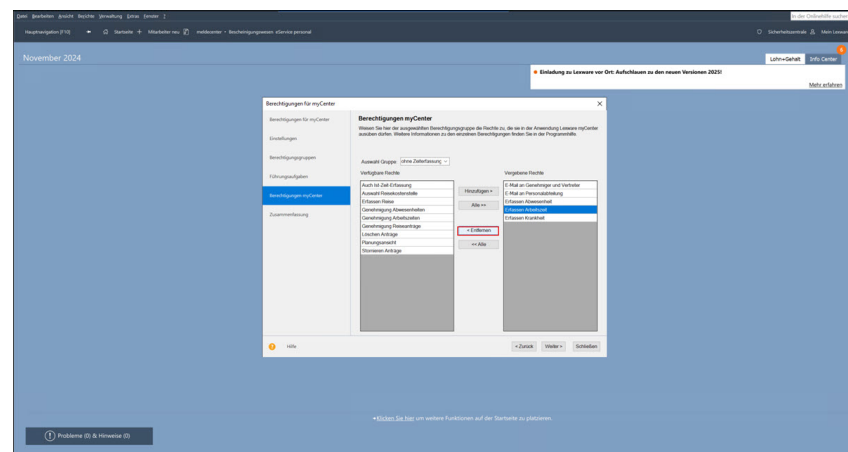 Datei Bearbeiten Ansicht Berichte Verwaltung Extras Fenster ?
In der Onlinehilfe suchen
Hauptnavigation [F10] Startseite + Mitarbeiter neu meldecenter • Bescheinigungswesen eService personal Sicherheitszentrale Mein Lexware
November 2024
Lohn+Gehalt Info Center 6
Einladung zu Lexware vor Ort: Aufschlauen zu den neuen Versionen 2025!
Mehr erfahren
Berechtigungen für myCenter
Berechtigungen für myCenter
Einstellungen
Berechtigungsgruppen
Führungsaufgaben
Berechtigungen myCenter
Zusammenfassung
Berechtigungen myCenter
Weisen Sie hier der ausgewählten Berechtigungsgruppe die Rechte zu, die sie in der Anwendung Lexware myCenter
ausüben dürfen. Weitere Informationen zu den einzelnen Berechtigungen finden Sie in der Programmhilfe.
Auswahl Gruppe ohne Zeiterfassung
Verfügbare Rechte
Auch Ist Zeit Erfassung
Auswahl Reisekostenstelle
Erfassen Reise
Genehmigung Abwesenheiten
Genehmigung Arbeitszeiten
Genehmigung Reiseanträge
Löschen Anträge
Planungsansicht
Stornieren Anträge
Hinzufügen >
Alle >>
< Entfernen
<< Alle
Vergebene Rechte
E-Mail an Genehmiger und Vertreter
E-Mail an Personalabteilung
Erfassen Abwesenheit
Erfassen Arbeitszeit
Erfassen Krankheit
? Hilfe
< Zurück Weiter > Schließen
Klicken Sie hier um weitere Funktionen auf der Startseite zu platzieren.
Probleme (0) & Hinweise (0)